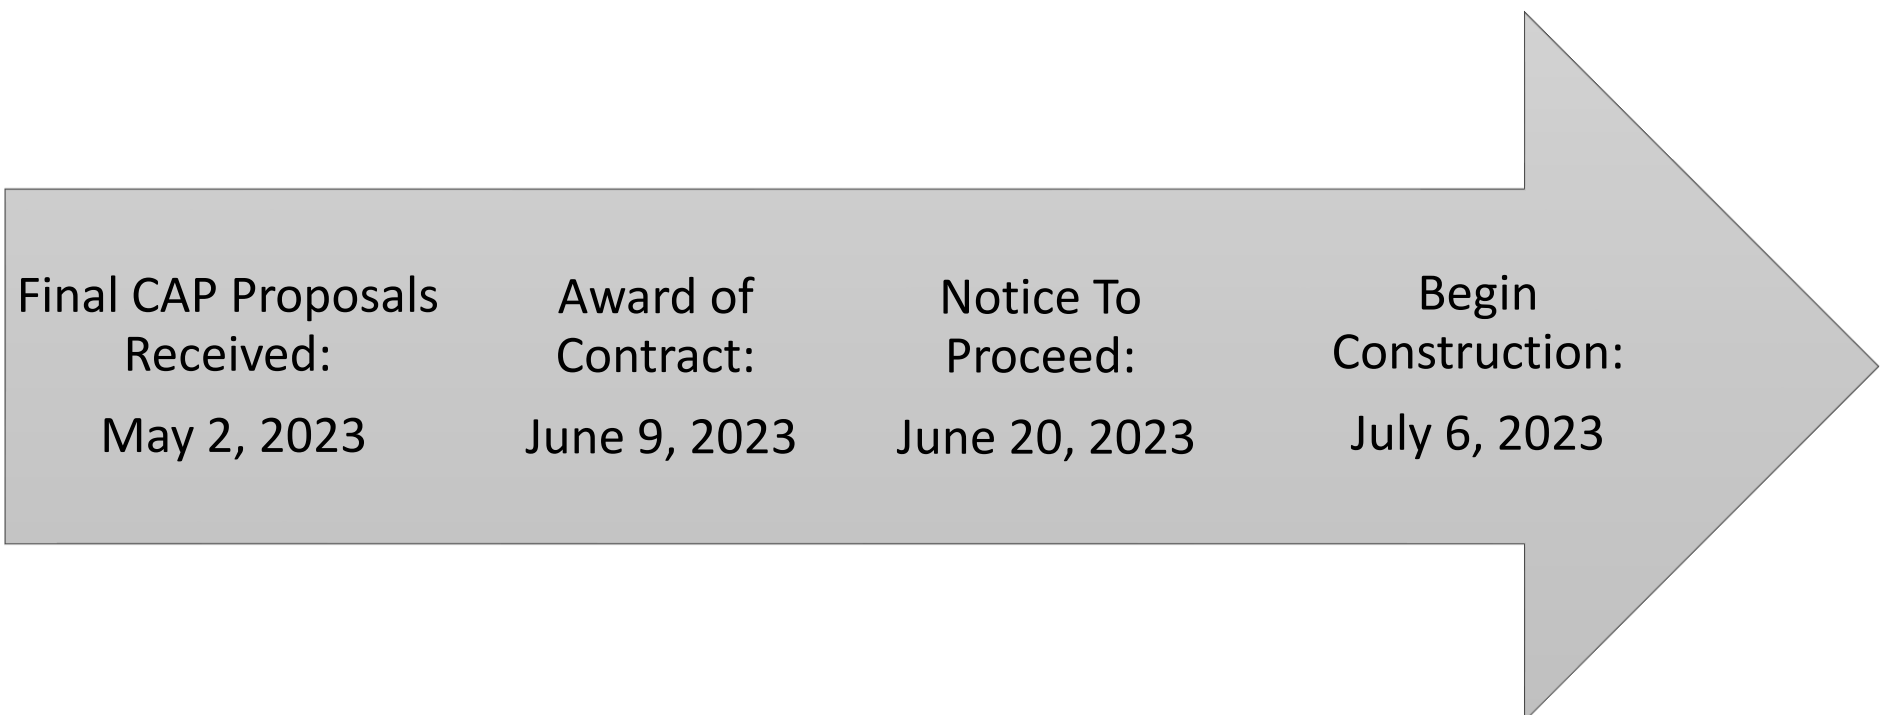 Final CAP Proposals
Received:
May 2, 2023
Award of
Contract:
June 9, 2023
Notice To
Proceed:
June 20, 2023
Begin
Construction:
July 6, 2023